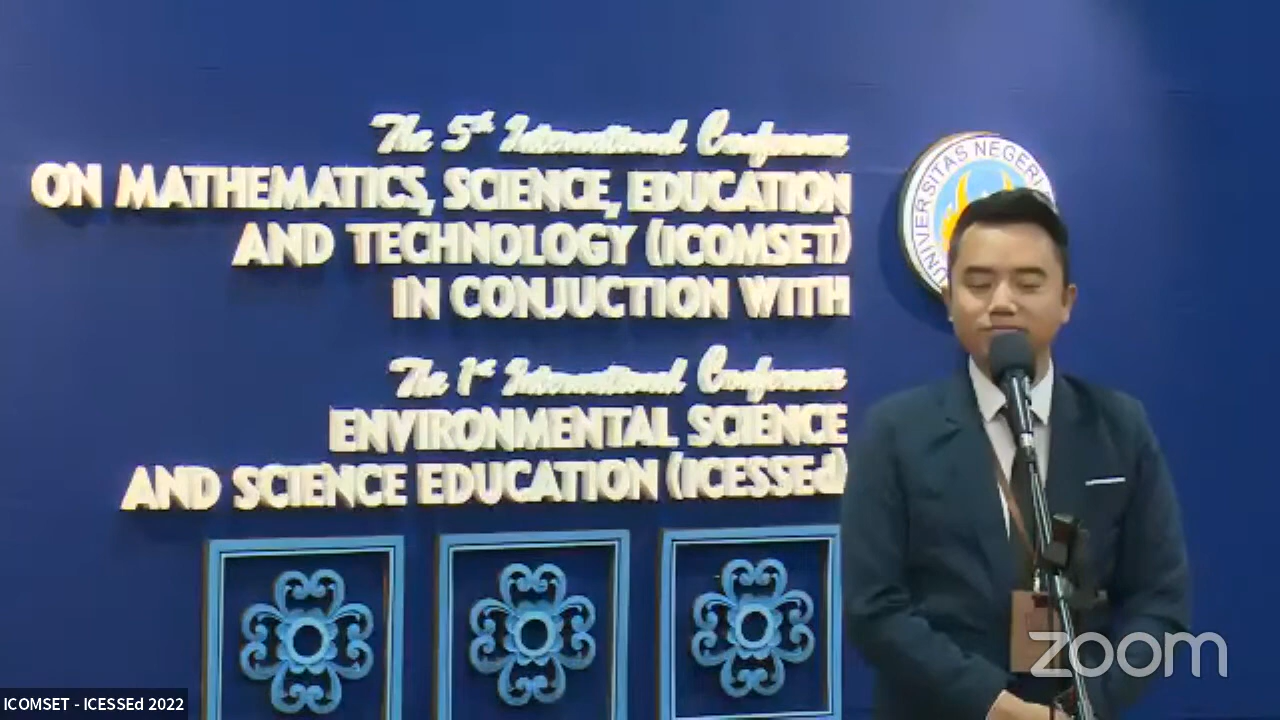 The 5th International Conference
ON MATHEMATICS, SCIENCE, EDUCATION
AND TECHNOLOGY (ICOMSET)
IN CONJUCTION WITH
The 1st International Conference
ENVIRONMENTAL SCIENCE
AND SCIENCE EDUCATION (ICESSEd)
UNIVERSITAS NEGERI
zoom
ICOMSET - ICESSEd 2022